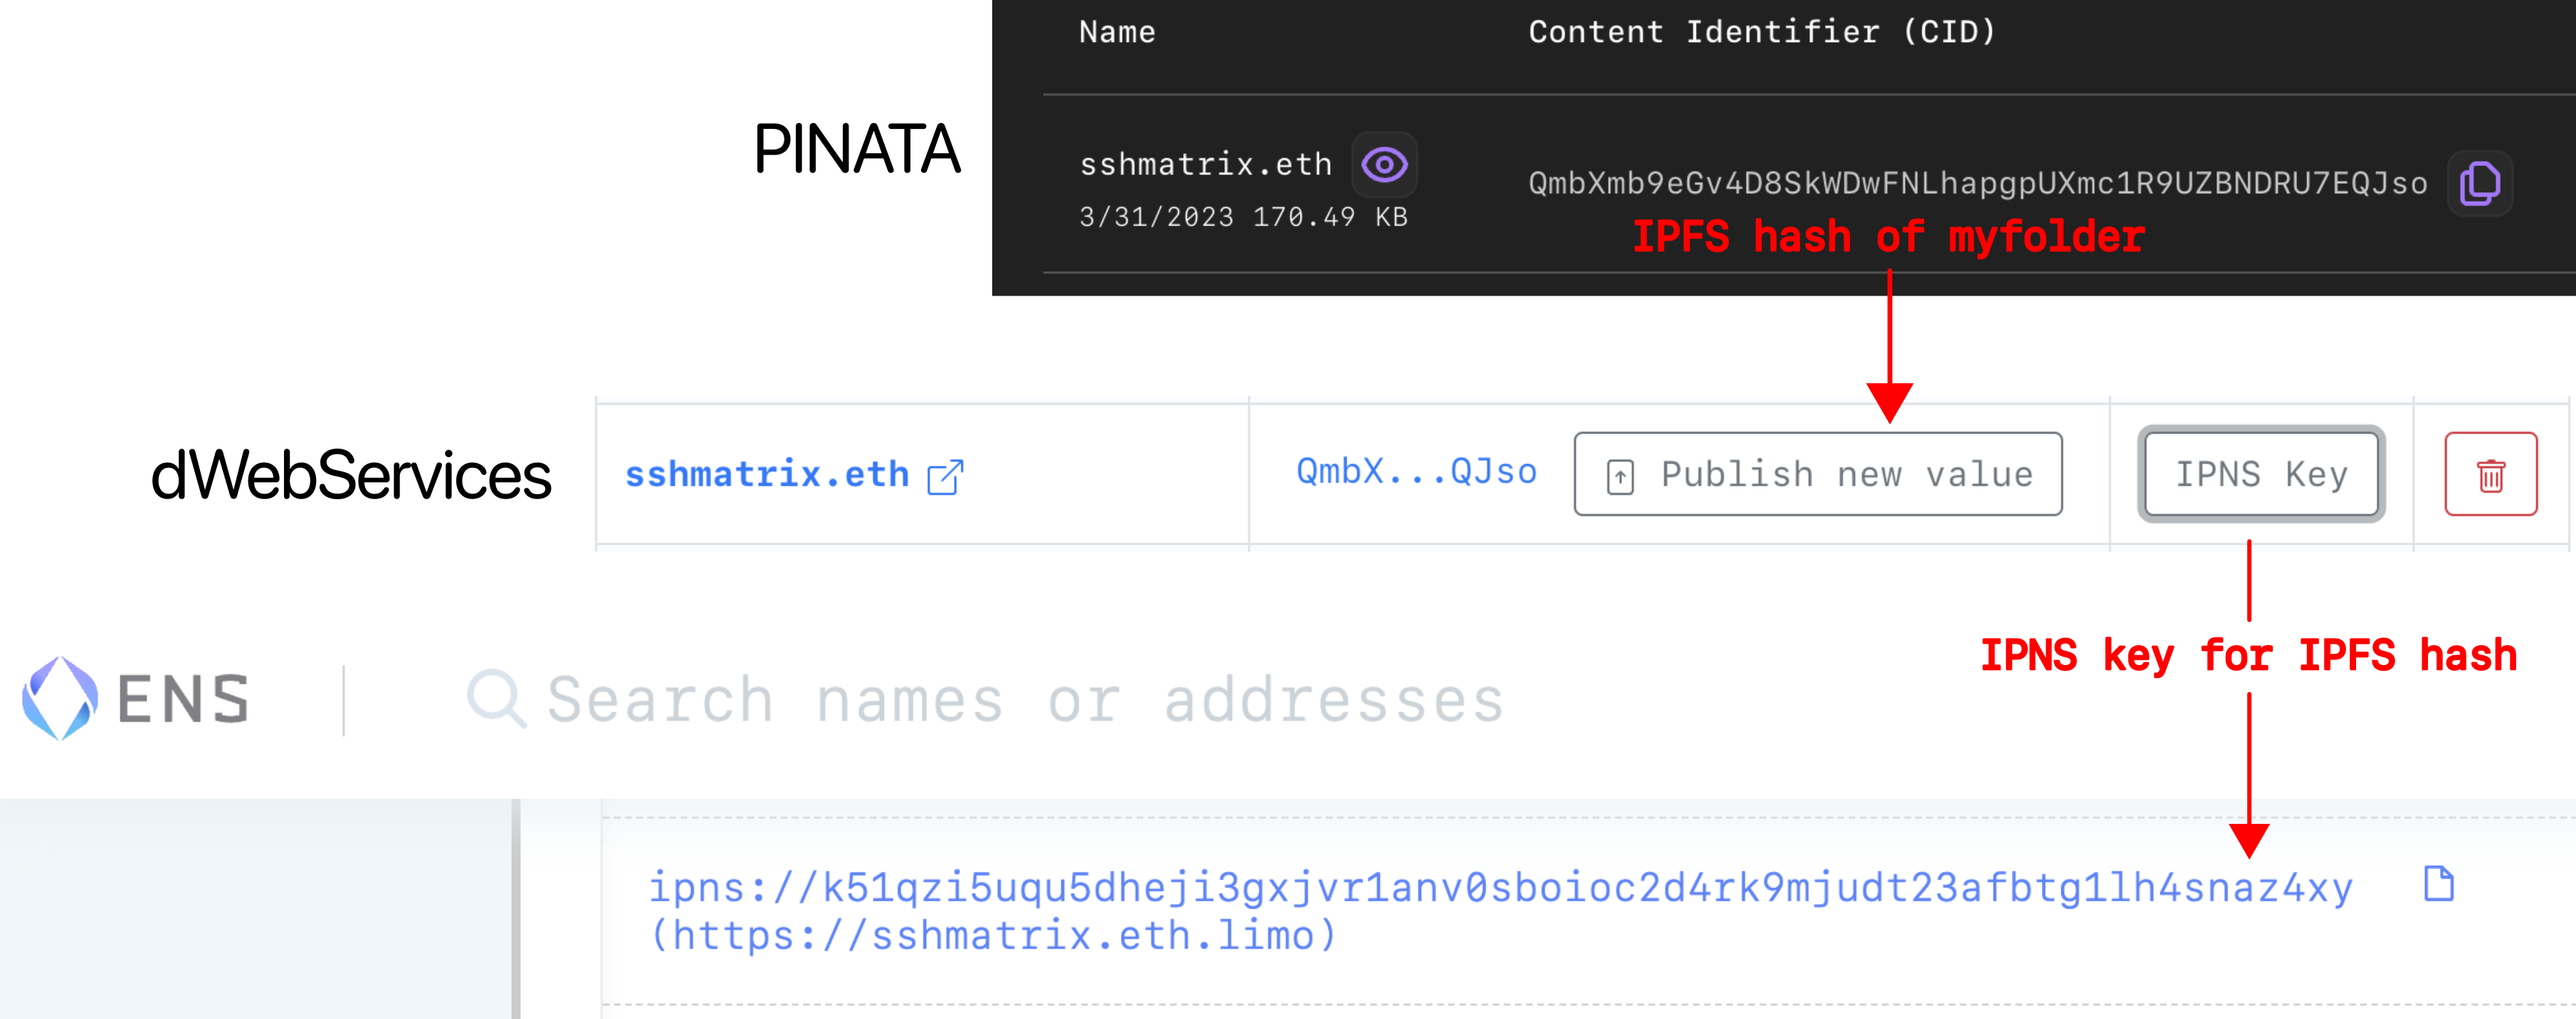 Name Content Identifier (CID)
PINATA
sshmatrix.eth QmbXmb9eGv4D8SkWDwFNLhapgpUXmc1R9UZBNDRU7EQJso
3/31/2023 170.49 KB
IPFS hash of myfolder
dWebServices
sshmatrix.eth QmbX...QJso Publish new value IPNS Key
IPNS key for IPFS hash
ENS Search names or addresses
ipns://k51qzi5uqu5dheji3gxjvr1anv0sboioc2d4rk9mjudt23afbtg1lh4snaz4xy
(https://sshmatrix.eth.limo)